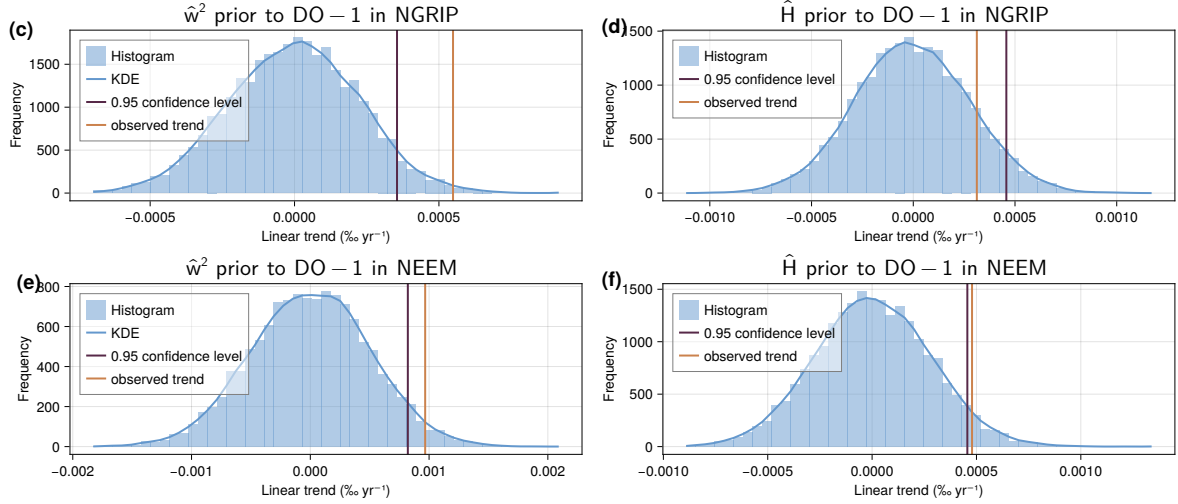 (c)
ŵ² prior to DO − 1 in NGRIP
Frequency
1500
1000
500
0
Histogram
KDE
0.95 confidence level
observed trend
−0.0005
0.0000
0.0005
Linear trend (‰ yr⁻¹)
(d)
Ĥ prior to DO − 1 in NGRIP
Frequency
1500
1000
500
0
Histogram
0.95 confidence level
observed trend
−0.0010
−0.0005
0.0000
0.0005
0.0010
Linear trend (‰ yr⁻¹)
(e)
ŵ² prior to DO − 1 in NEEM
Frequency
800
600
400
200
0
Histogram
KDE
0.95 confidence level
observed trend
−0.002
−0.001
0.000
0.001
0.002
Linear trend (‰ yr⁻¹)
(f)
Ĥ prior to DO − 1 in NEEM
Frequency
1500
1000
500
0
Histogram
0.95 confidence level
observed trend
−0.0010
−0.0005
0.0000
0.0005
0.0010
Linear trend (‰ yr⁻¹)